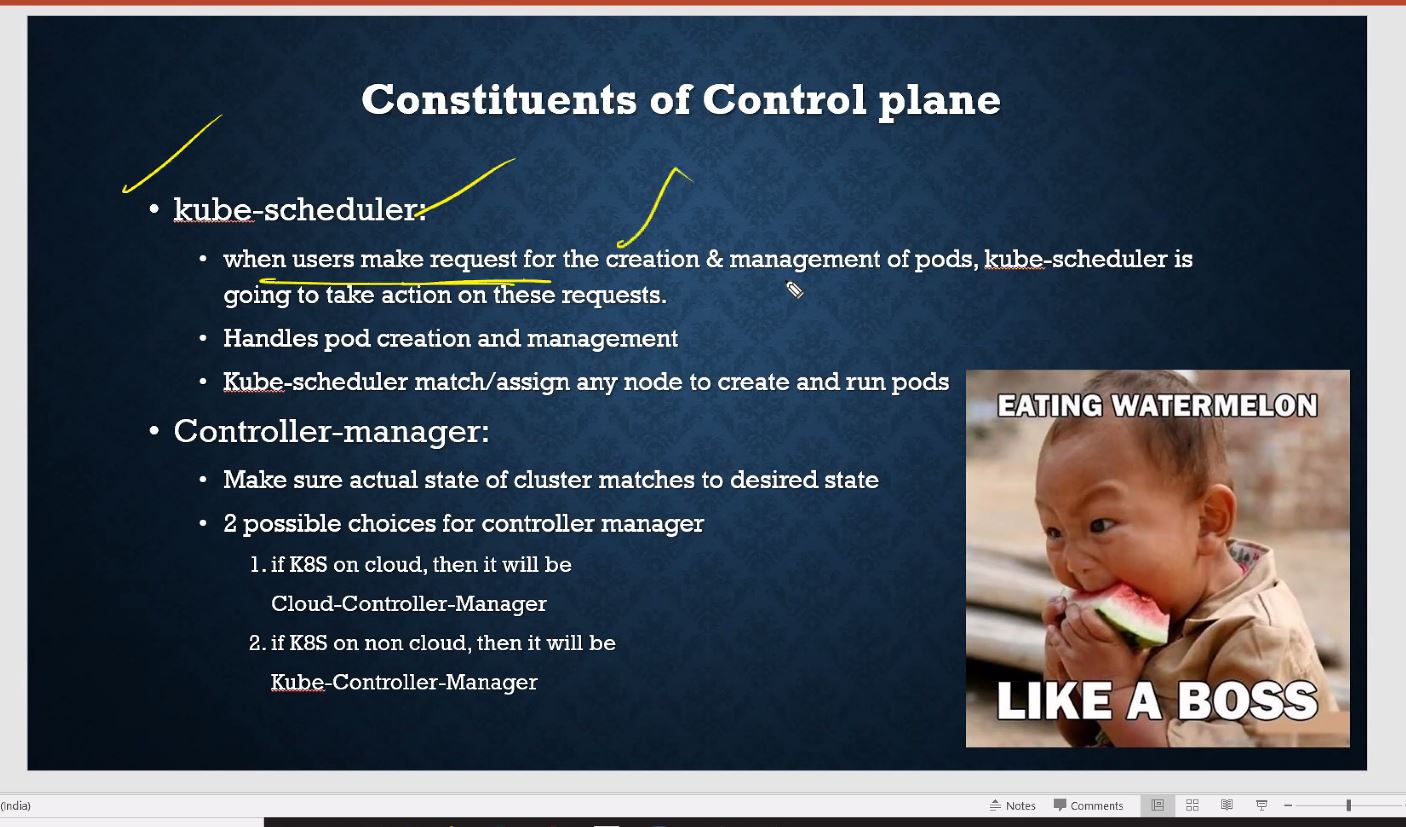 Constituents of Control plane
• kube-scheduler:
• when users make request for the creation & management of pods, kube-scheduler is
going to take action on these requests.
• Handles pod creation and management
• Kube-scheduler match/assign any node to create and run pods
• Controller-manager:
• Make sure actual state of cluster matches to desired state
• 2 possible choices for controller manager
1. if K8S on cloud, then it will be
Cloud-Controller-Manager
2. if K8S on non cloud, then it will be
Kube-Controller-Manager
EATING WATERMELON
LIKE A BOSS
(India)
Notes
Comments